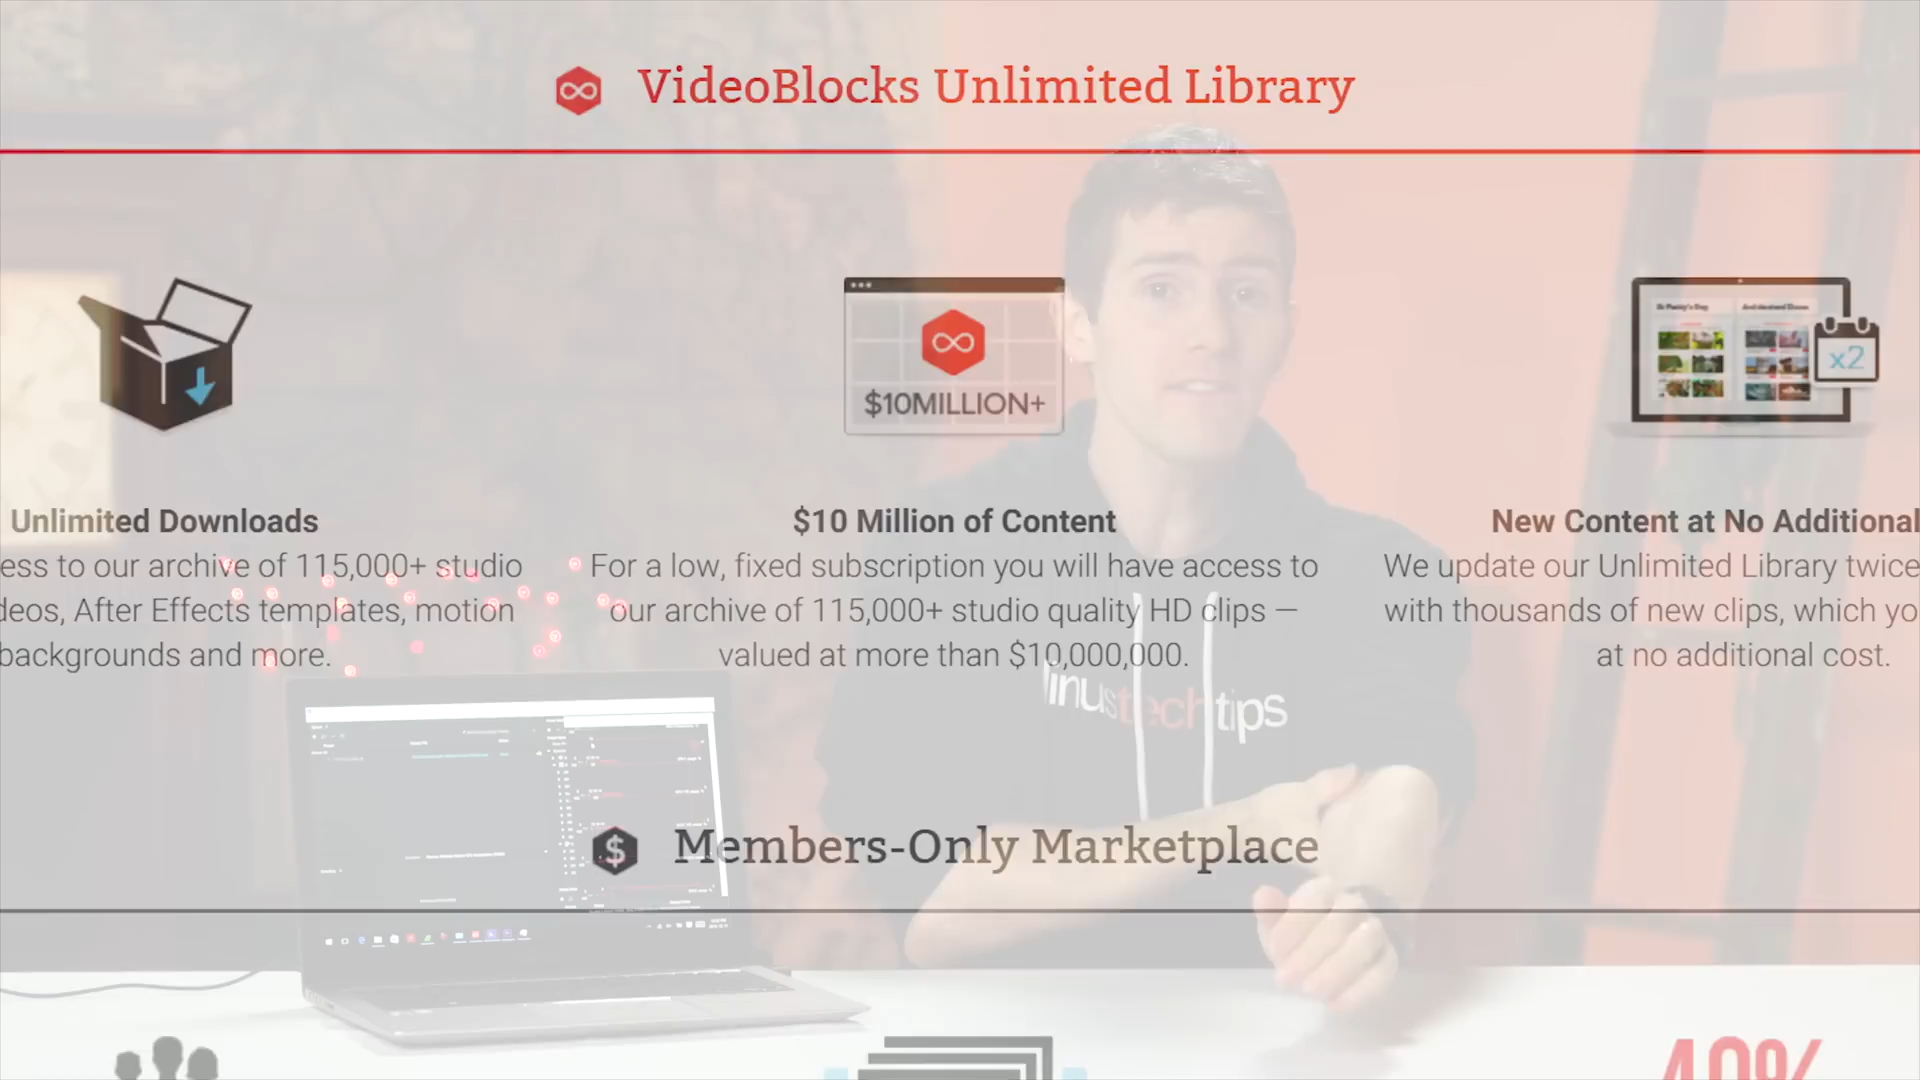 VideoBlocks Unlimited Library
$10MILLION+
x2
Unlimited Downloads
ess to our archive of 115,000+ studio
deos, After Effects templates, motion
backgrounds and more.
$10 Million of Content
For a low, fixed subscription you will have access to
our archive of 115,000+ studio quality HD clips —
valued at more than $10,000,000.
New Content at No Additional
We update our Unlimited Library twice
with thousands of new clips, which yo
at no additional cost.
linustechtips
$ Members-Only Marketplace
40%